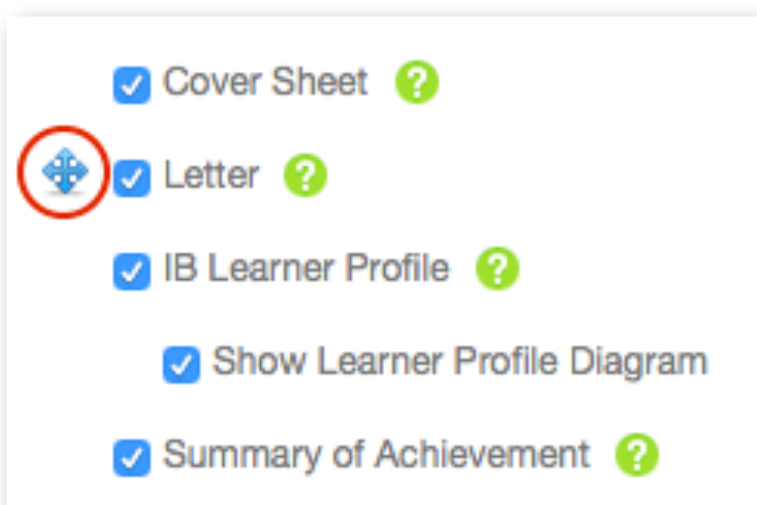 Cover Sheet ?
Letter ?
IB Learner Profile ?
Show Learner Profile Diagram
Summary of Achievement ?